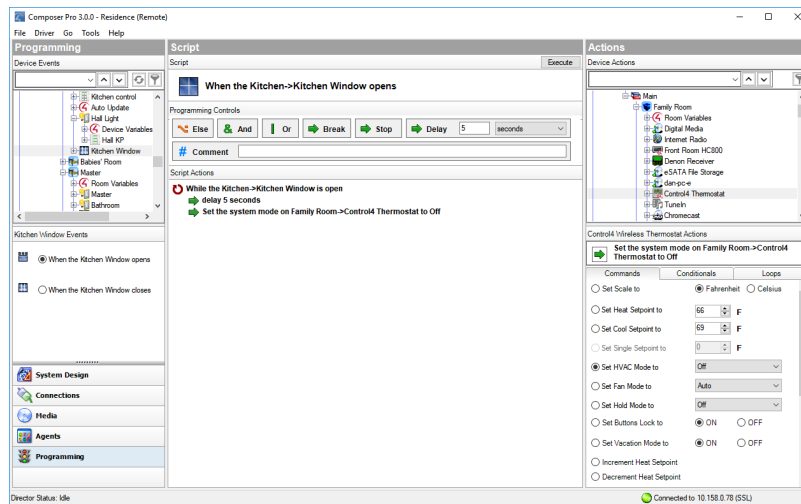 Composer Pro 3.0.0 - Residence (Remote)
File Driver Go Tools Help
Programming
Device Events
Kitchen control
Auto Update
Hall Light
Device Variables
Hall KP
Kitchen Window
Babies' Room
Master
Room Variables
Master
Bathroom
Kitchen Window Events
When the Kitchen Window opens
When the Kitchen Window closes
System Design
Connections
Media
Agents
Programming
Script
Script Execute
When the Kitchen->Kitchen Window opens
Programming Controls
Else & And Or Break Stop Delay 5 seconds
# Comment
Script Actions
While the Kitchen->Kitchen Window is open
delay 5 seconds
Set the system mode on Family Room->Control4 Thermostat to Off
Actions
Device Actions
Main
Family Room
Room Variables
Digital Media
Internet Radio
Front Room HC800
Denon Receiver
eSATA File Storage
dan-pc-e
Control4 Thermostat
TuneIn
Chromecast
Control4 Wireless Thermostat Actions
Set the system mode on Family Room->Control4
Thermostat to Off
Commands Conditionals Loops
Set Scale to Fahrenheit Celsius
Set Heat Setpoint to 66 F
Set Cool Setpoint to 69 F
Set Single Setpoint to 0 F
Set HVAC Mode to Off
Set Fan Mode to Auto
Set Hold Mode to Off
Set Buttons Lock to ON OFF
Set Vacation Mode to ON OFF
Increment Heat Setpoint
Decrement Heat Setpoint
Director Status: Idle
Connected to 10.158.0.78 (SSL)